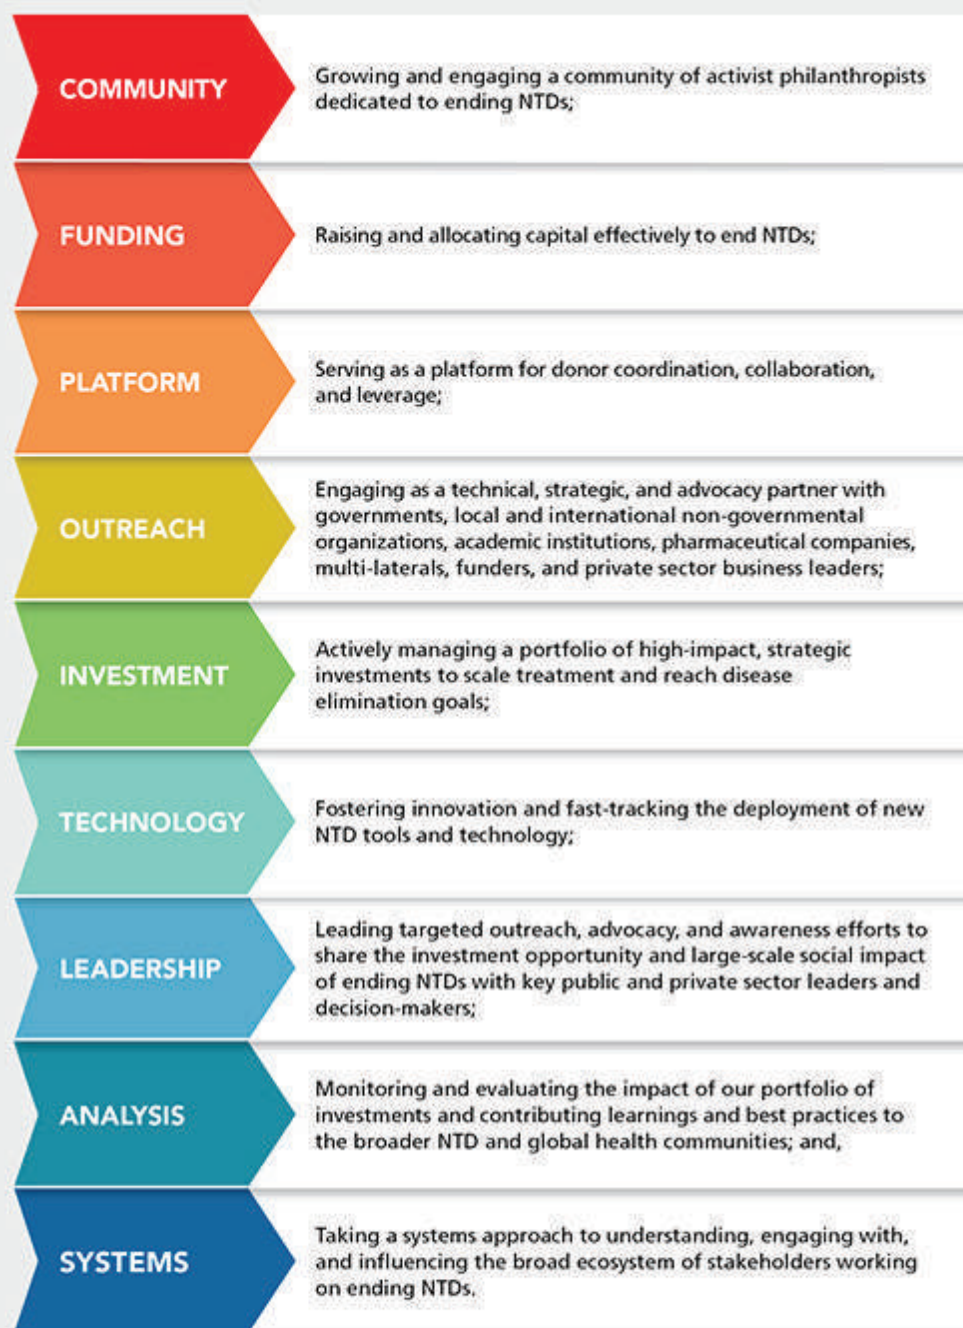 COMMUNITY
Growing and engaging a community of activist philanthropists
dedicated to ending NTDs;
FUNDING
Raising and allocating capital effectively to end NTDs;
PLATFORM
Serving as a platform for donor coordination, collaboration,
and leverage;
OUTREACH
Engaging as a technical, strategic, and advocacy partner with
governments, local and international non-governmental
organizations, academic institutions, pharmaceutical companies,
multi-laterals, funders, and private sector business leaders;
INVESTMENT
Actively managing a portfolio of high-impact, strategic
investments to scale treatment and reach disease
elimination goals;
TECHNOLOGY
Fostering innovation and fast-tracking the deployment of new
NTD tools and technology;
LEADERSHIP
Leading targeted outreach, advocacy, and awareness efforts to
share the investment opportunity and large-scale social impact
of ending NTDs with key public and private sector leaders and
decision-makers;
ANALYSIS
Monitoring and evaluating the impact of our portfolio of
investments and contributing learnings and best practices to
the broader NTD and global health communities; and,
SYSTEMS
Taking a systems approach to understanding, engaging with,
and influencing the broad ecosystem of stakeholders working
on ending NTDs.